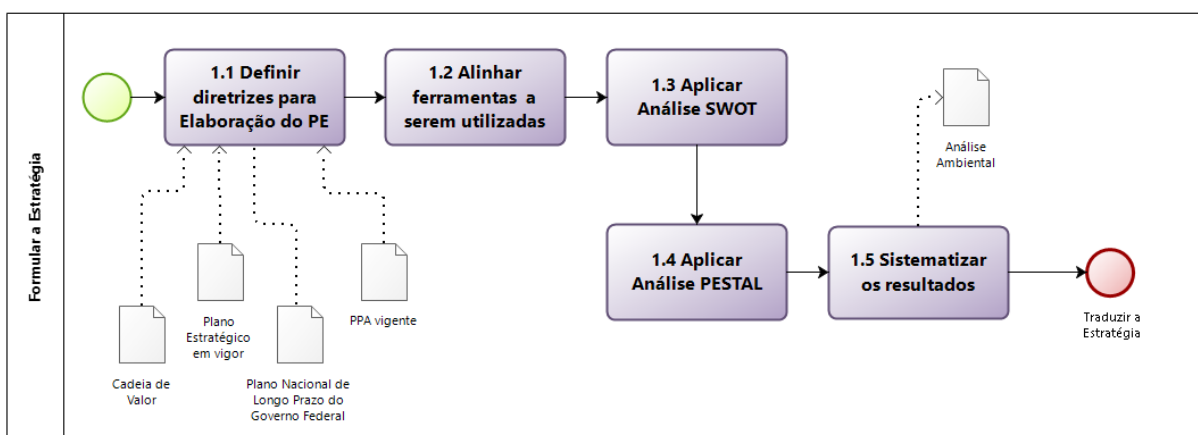 Formular a Estratégia
1.1 Definir
diretrizes para
Elaboração do PE
1.2 Alinhar
ferramentas a
serem utilizadas
1.3 Aplicar
Análise SWOT
Análise
Ambiental
1.4 Aplicar
Análise PESTAL
1.5 Sistematizar
os resultados
Traduzir a
Estratégia
PPA vigente
Plano
Estratégico
em vigor
Cadeia de
Valor
Plano Nacional de
Longo Prazo do
Governo Federal